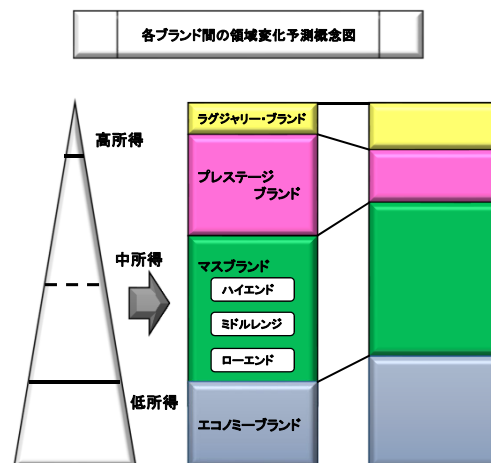 各ブランド間の領域変化予測概念図
高所得
中所得
低所得
ラグジャリー・ブランド
プレステージ
ブランド
マスブランド
ハイエンド
ミドルレンジ
ローエンド
エコノミーブランド